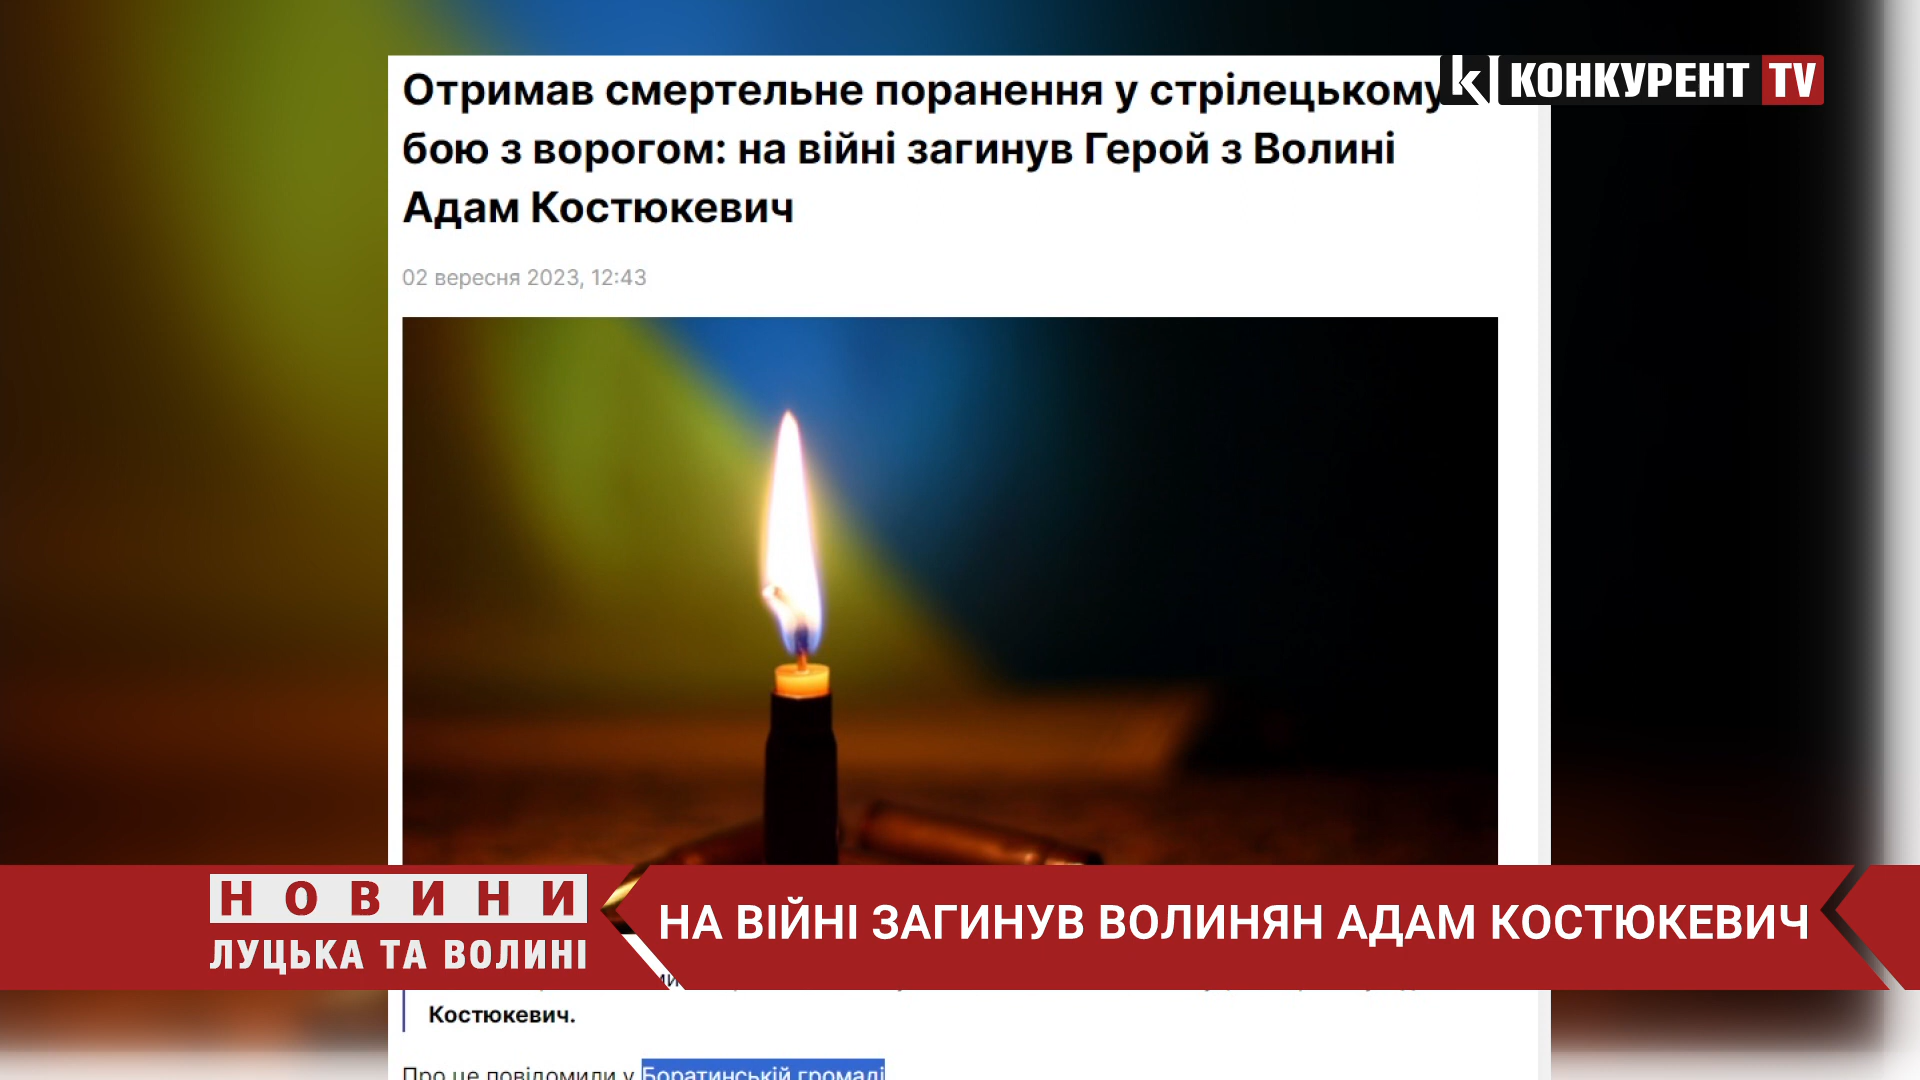 Отримав смертельне поранення у стрілецькому
бою з ворогом: на війні загинув Герой з Волині
Адам Костюкевич
k КОНКУРЕНТ TV
02 вересня 2023, 12:43
НОВИНИ
ЛУЦЬКА ТА ВОЛИНІ
НА ВІЙНІ ЗАГИНУВ ВОЛИНЯН АДАМ КОСТЮКЕВИЧ
Костюкевич.
Про це повідомили у Боратинській громаді